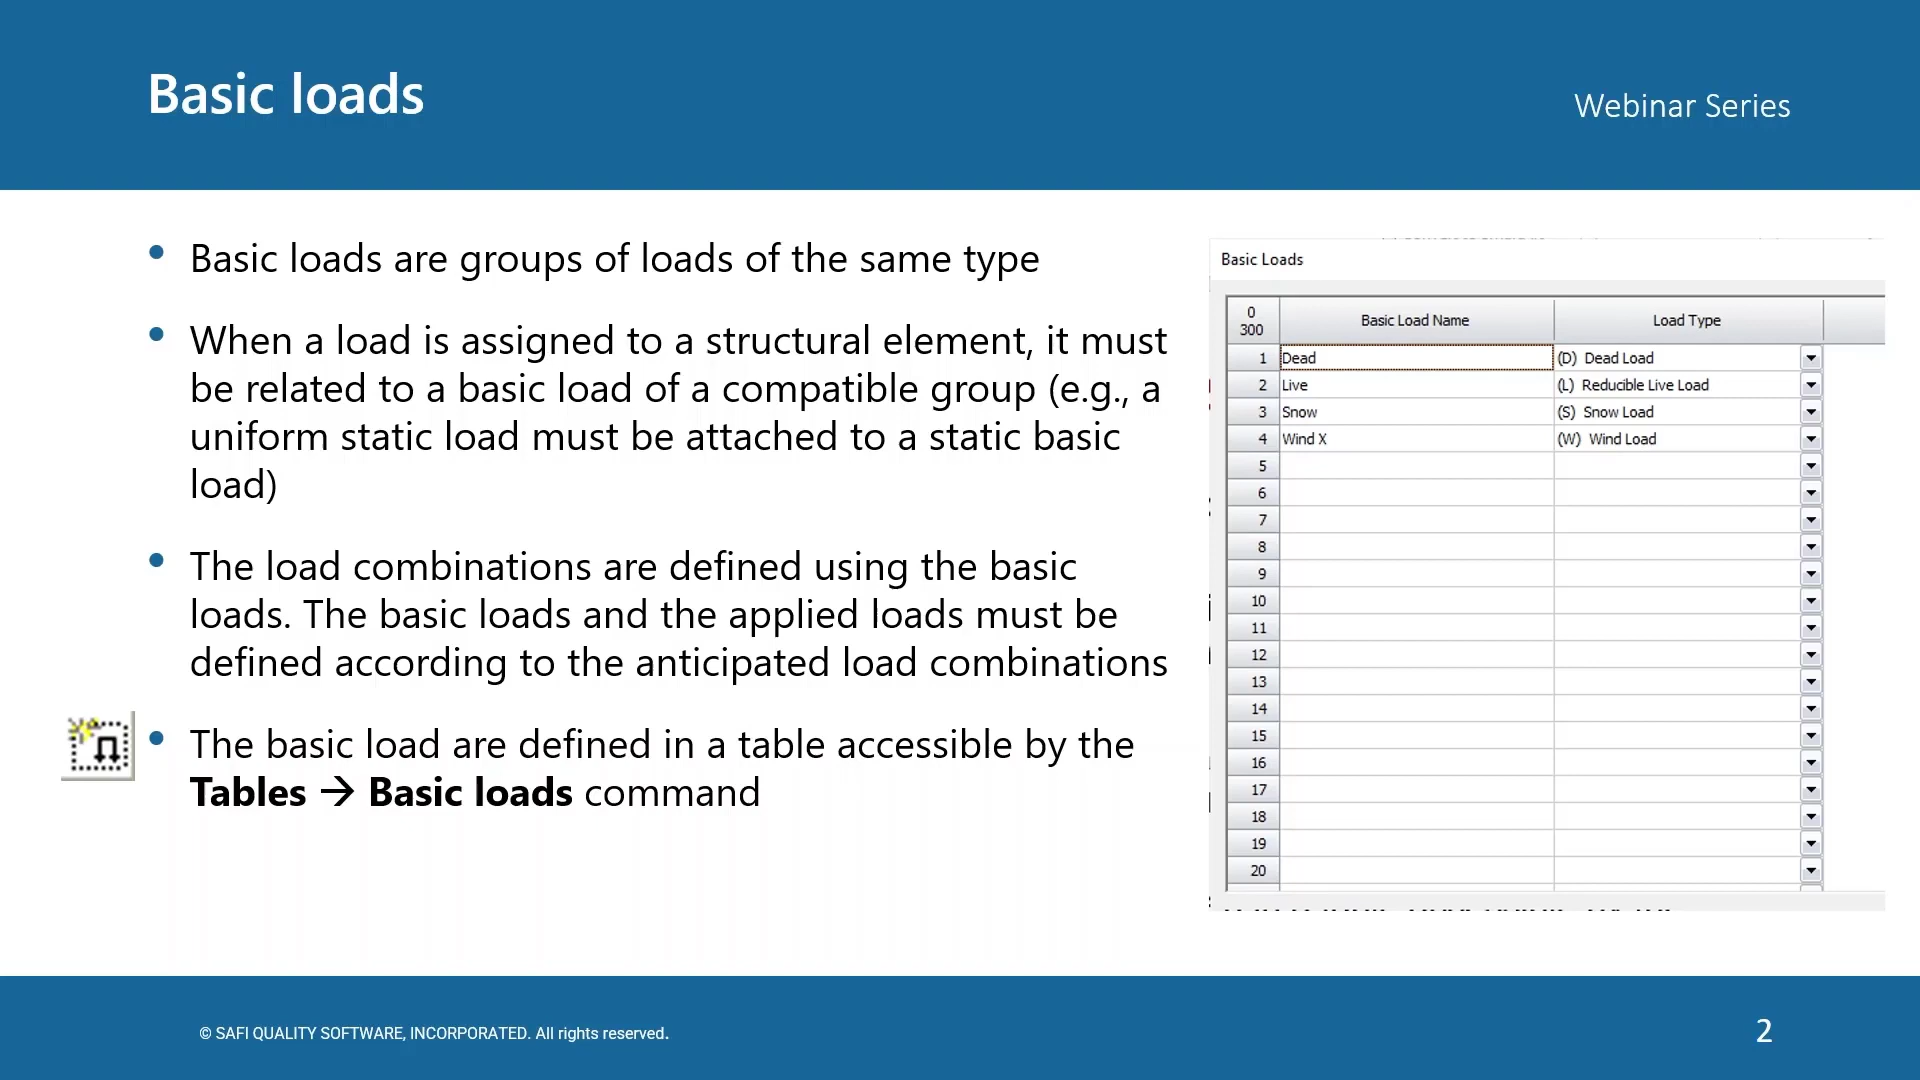 Basic loads
Webinar Series
• Basic loads are groups of loads of the same type
• When a load is assigned to a structural element, it must
be related to a basic load of a compatible group (e.g., a
uniform static load must be attached to a static basic
load)
• The load combinations are defined using the basic
loads. The basic loads and the applied loads must be
defined according to the anticipated load combinations
• The basic load are defined in a table accessible by the
Tables → Basic loads command
Basic Loads
0
300 Basic Load Name Load Type
1 Dead (D) Dead Load
2 Live (L) Reducible Live Load
3 Snow (S) Snow Load
4 Wind X (W) Wind Load
5
6
7
8
9
10
11
12
13
14
15
16
17
18
19
20
© SAFI QUALITY SOFTWARE, INCORPORATED. All rights reserved.
2